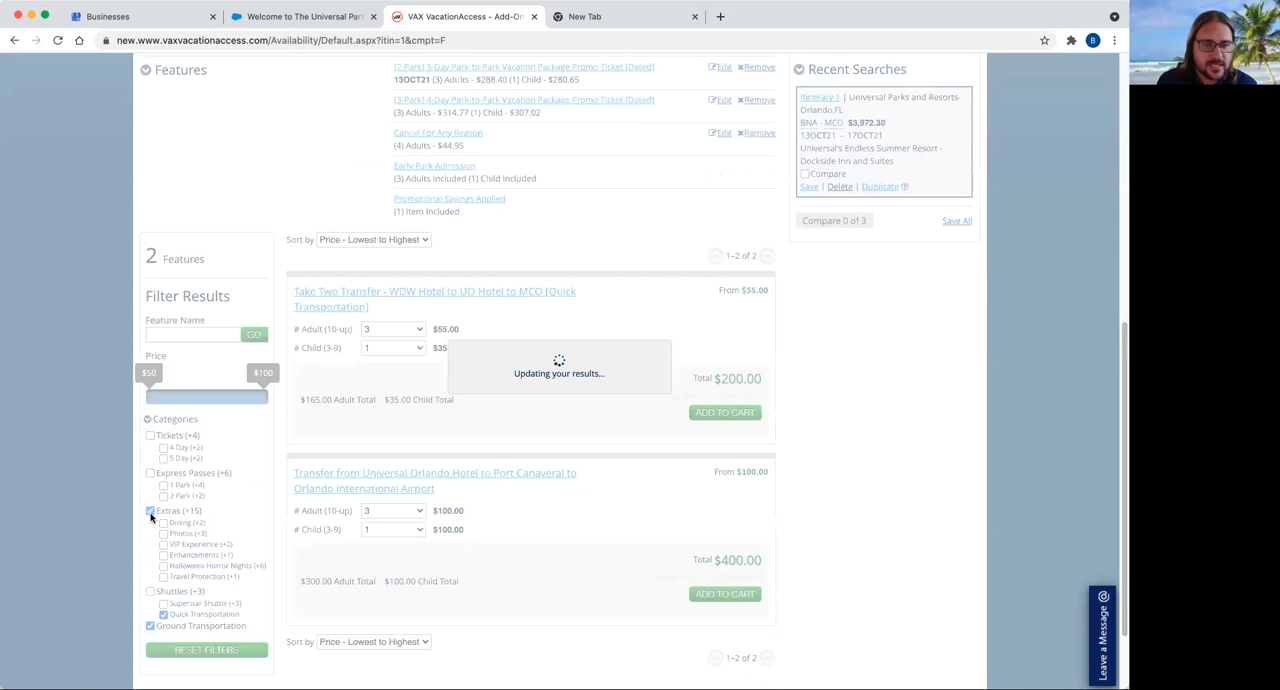 Businesses
Welcome to The Universal Par
VAX VacationAccess - Add-On
New Tab
new.www.vaxvacationaccess.com/Availability/Default.aspx?itin=1&cmpt=F
B
Features
[2-Park] 5-Day Park-to-Park Vacation Package Promo Ticket [Dated]
Edit Remove
13OCT21 (3) Adults - $288.40 (1) Child - $280.65
[3-Park] 4-Day Park-to-Park Vacation Package Promo Ticket [Dated]
Edit Remove
(3) Adults - $314.77 (1) Child - $307.02
Cancel For Any Reason
Edit Remove
(4) Adults - $44.95
Early Park Admission
(3) Adults Included (1) Child Included
Promotional Savings Applied
(1) Item Included
Recent Searches
Itinerary 1 | Universal Parks and Resorts-
Orlando,FL
BNA - MCO $3,972.30
13OCT21 - 17OCT21
Universal's Endless Summer Resort -
Dockside Inn and Suites
Compare
Save | Delete | Duplicate ?
Compare 0 of 3
Save All
2 Features
Filter Results
Feature Name
GO
Price
$50 $100
Categories
Tickets (+4)
4 Day (+2)
5 Day (+2)
Express Passes (+6)
1 Park (+4)
2 Park (+2)
Extras (+15)
Dining (+2)
Photos (+3)
VIP Experience (+2)
Enhancements (+1)
Halloween Horror Nights (+6)
Travel Protection (+1)
Shuttles (+3)
Superstar Shuttle (+3)
Quick Transportation
Ground Transportation
RESET FILTERS
Sort by Price - Lowest to Highest
1–2 of 2
Take Two Transfer - WDW Hotel to UO Hotel to MCO [Quick
Transportation]
From $55.00
# Adult (10-up) 3 $55.00
# Child (3-9) 1 $35
Updating your results...
$165.00 Adult Total $35.00 Child Total
Total $200.00
ADD TO CART
Transfer from Universal Orlando Hotel to Port Canaveral to
Orlando International Airport
From $100.00
# Adult (10-up) 3 $100.00
# Child (3-9) 1 $100.00
$300.00 Adult Total $100.00 Child Total
Total $400.00
ADD TO CART
Sort by Price - Lowest to Highest
1–2 of 2
Leave a Message @